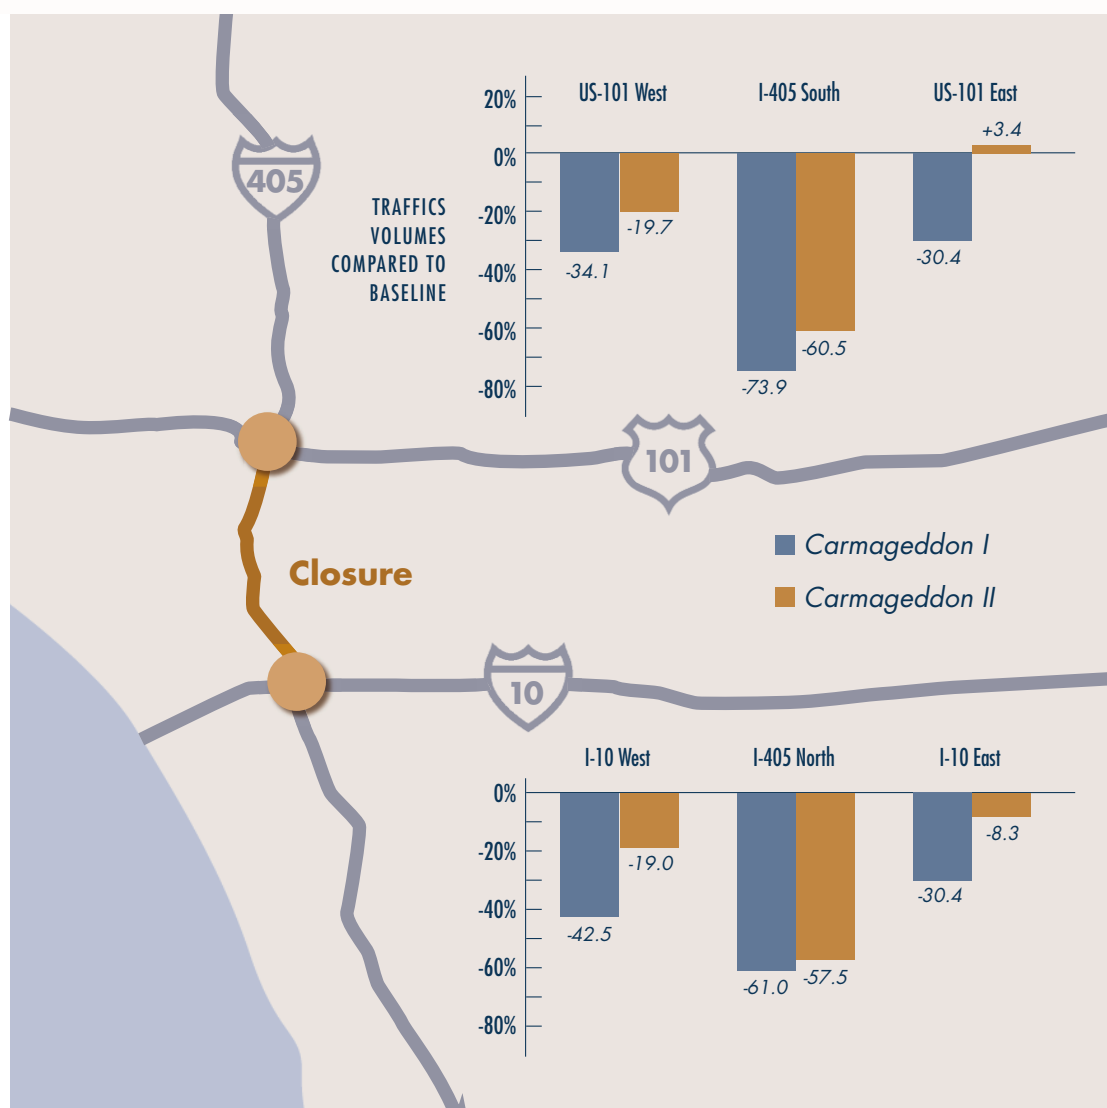 405
TRAFFICS
VOLUMES
COMPARED TO
BASELINE
US-101 West
I-405 South
US-101 East
20%
0%
-20%
-40%
-60%
-80%
-34.1
-19.7
-73.9
-60.5
-30.4
+3.4
101
Closure
Carmageddon I
Carmageddon II
10
I-10 West
I-405 North
I-10 East
0%
-20%
-40%
-60%
-80%
-42.5
-19.0
-61.0
-57.5
-30.4
-8.3